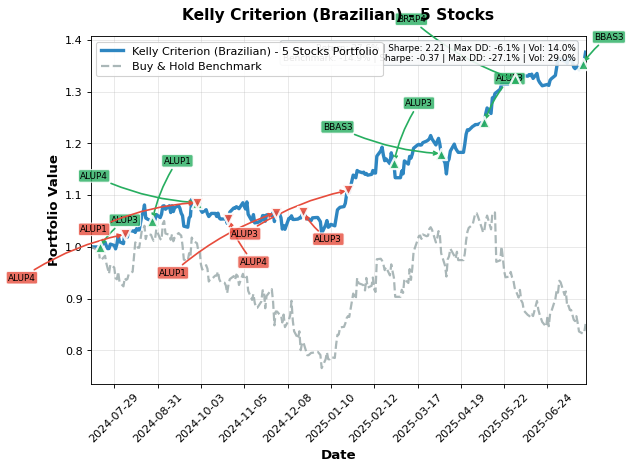 Kelly Criterion (Brazilian) - 5 Stocks
BRAP4
BBAS3
Kelly Criterion (Brazilian) - 5 Stocks Portfolio
Buy & Hold Benchmark
| Sharpe: 2.21 | Max DD: -6.1% | Vol: 14.0%
Sharpe: -0.37 | Max DD: -27.1% | Vol: 29.0%
ALUP3
BBAS3
ALUP1
ALUP4
ALUP3
ALUP1
ALUP3
ALUP3
ALUP4
ALUP1
ALUP4
Portfolio Value
1.4
1.3
1.2
1.1
1.0
0.9
0.8
2024-07-29
2024-08-31
2024-10-03
2024-11-05
2024-12-08
2025-01-10
2025-02-12
2025-03-17
2025-04-19
2025-05-22
2025-06-24
Date